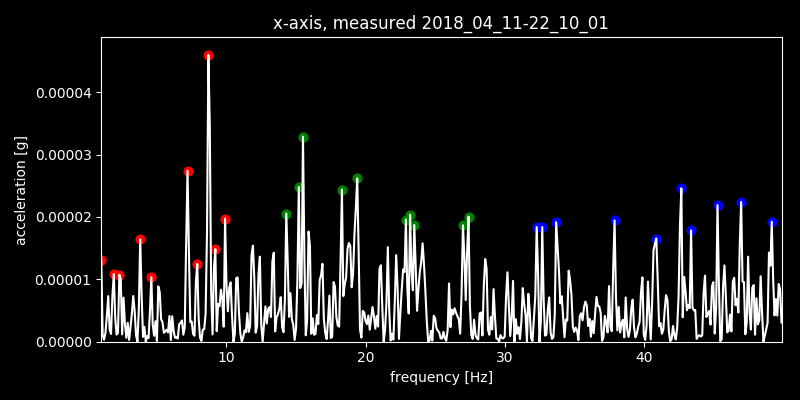 x-axis, measured 2018_04_11-22_10_01
0.00004
0.00003
0.00002
0.00001
0.00000
acceleration [g]
10 20 30 40
frequency [Hz]